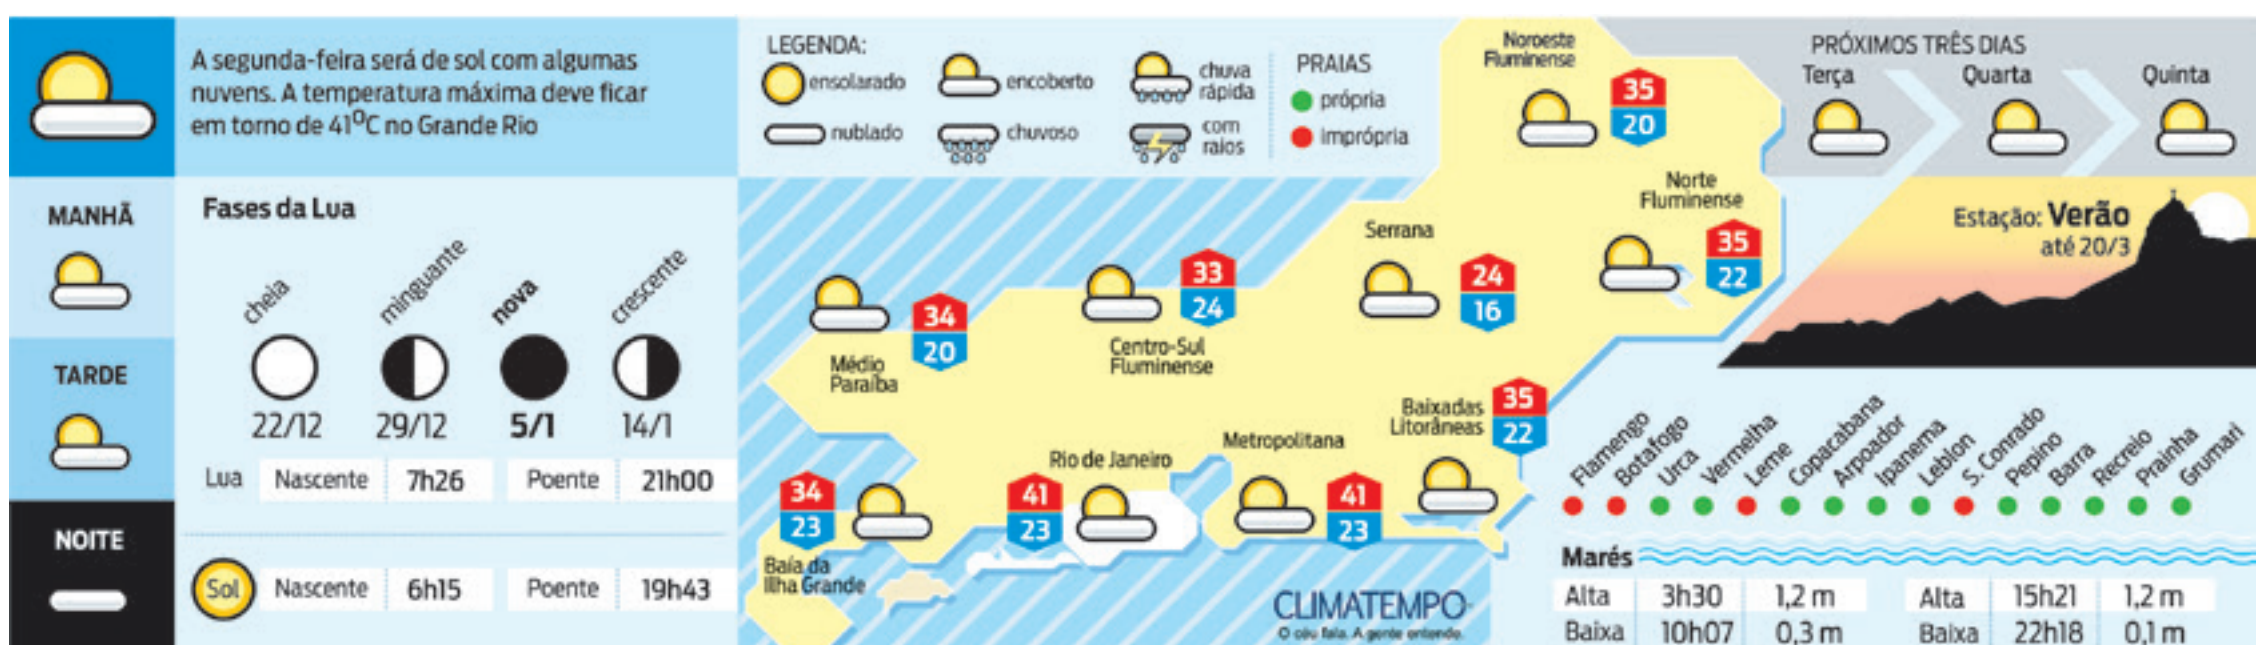 A segunda-feira será de sol com algumas
nuvens. A temperatura máxima deve ficar
em torno de 41ºC no Grande Rio
MANHÃ
TARDE
NOITE
Fases da Lua
cheia
minguante
nova
crescente
22/12
29/12
5/1
14/1
Lua Nascente 7h26 Poente 21h00
Sol Nascente 6h15 Poente 19h43
LEGENDA:
ensolarado
encoberto
chuva
rápida
nublado
chuvoso
com
raios
PRAIAS
própria
imprópria
Noroeste
Fluminense
35
20
Norte
Fluminense
35
22
Serrana
24
16
Centro-Sul
Fluminense
33
24
Médio
Paraíba
34
20
Baixadas
Litorâneas
35
22
Metropolitana
41
23
Rio de Janeiro
41
23
Baía da
Ilha Grande
34
23
CLIMATEMPO
O céu fala. A gente entende.
PRÓXIMOS TRÊS DIAS
Terça
Quarta
Quinta
Estação: Verão
até 20/3
Flamengo
Botafogo
Urca
Vermelha
Leme
Copacabana
Arpoador
Ipanema
Leblon
S. Conrado
Pepino
Barra
Recreio
Prainha
Grumari
Marés
Alta 3h30 1,2 m Alta 15h21 1,2 m
Baixa 10h07 0,3 m Baixa 22h18 0,1 m